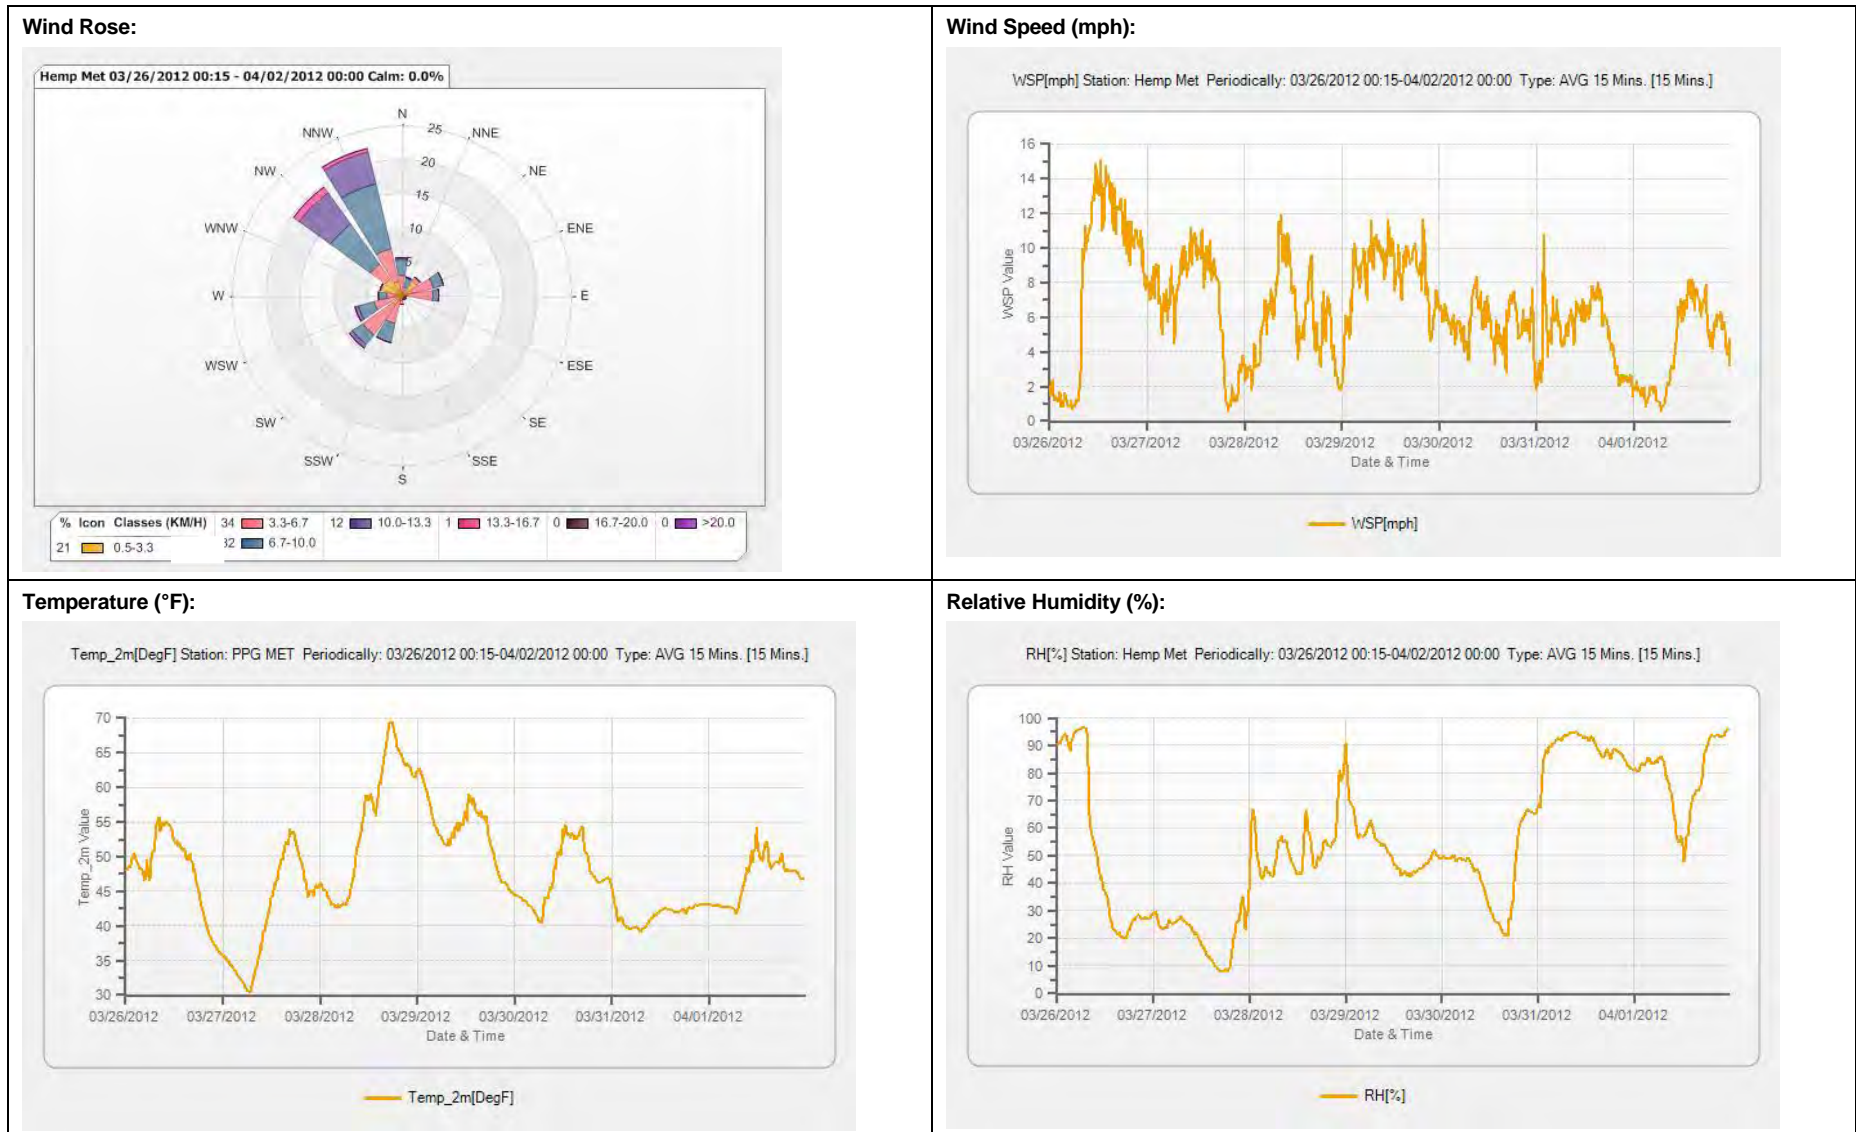 Wind Rose:
Hemp Met 03/26/2012 00:15 - 04/02/2012 00:00 Calm: 0.0%
N
NNE
NE
ENE
E
ESE
SE
SSE
S
SSW
SW
WSW
W
WNW
NW
NNW
25
20
15
10
5
% Icon Classes (KM/H) 34 3.3-6.7 12 10.0-13.3 1 13.3-16.7 0 16.7-20.0 0 >20.0
21 0.5-3.3 32 6.7-10.0
Wind Speed (mph):
WSP[mph] Station: Hemp Met Periodically: 03/26/2012 00:15-04/02/2012 00:00 Type: AVG 15 Mins. [15 Mins.]
WSP Value
16
14
12
10
8
6
4
2
0
03/26/2012 03/27/2012 03/28/2012 03/29/2012 03/30/2012 03/31/2012 04/01/2012
Date & Time
WSP[mph]
Temperature (°F):
Temp_2m[DegF] Station: PPG MET Periodically: 03/26/2012 00:15-04/02/2012 00:00 Type: AVG 15 Mins. [15 Mins.]
Temp_2m Value
70
65
60
55
50
45
40
35
30
03/26/2012 03/27/2012 03/28/2012 03/29/2012 03/30/2012 03/31/2012 04/01/2012
Date & Time
Temp_2m[DegF]
Relative Humidity (%):
RH[%] Station: Hemp Met Periodically: 03/26/2012 00:15-04/02/2012 00:00 Type: AVG 15 Mins. [15 Mins.]
RH Value
100
90
80
70
60
50
40
30
20
10
0
03/26/2012 03/27/2012 03/28/2012 03/29/2012 03/30/2012 03/31/2012 04/01/2012
Date & Time
RH[%]